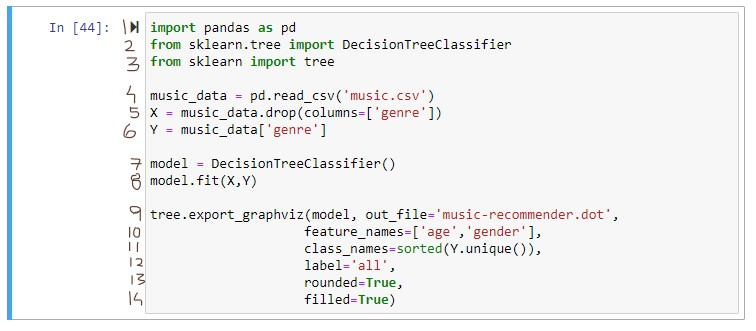 In [44]: 1 import pandas as pd
2 from sklearn.tree import DecisionTreeClassifier
3 from sklearn import tree
4 music_data = pd.read_csv('music.csv')
5 X = music_data.drop(columns=['genre'])
6 Y = music_data['genre']
7 model = DecisionTreeClassifier()
8 model.fit(X,Y)
9 tree.export_graphviz(model, out_file='music-recommender.dot',
10 feature_names=['age','gender'],
11 class_names=sorted(Y.unique()),
12 label='all',
13 rounded=True,
14 filled=True)